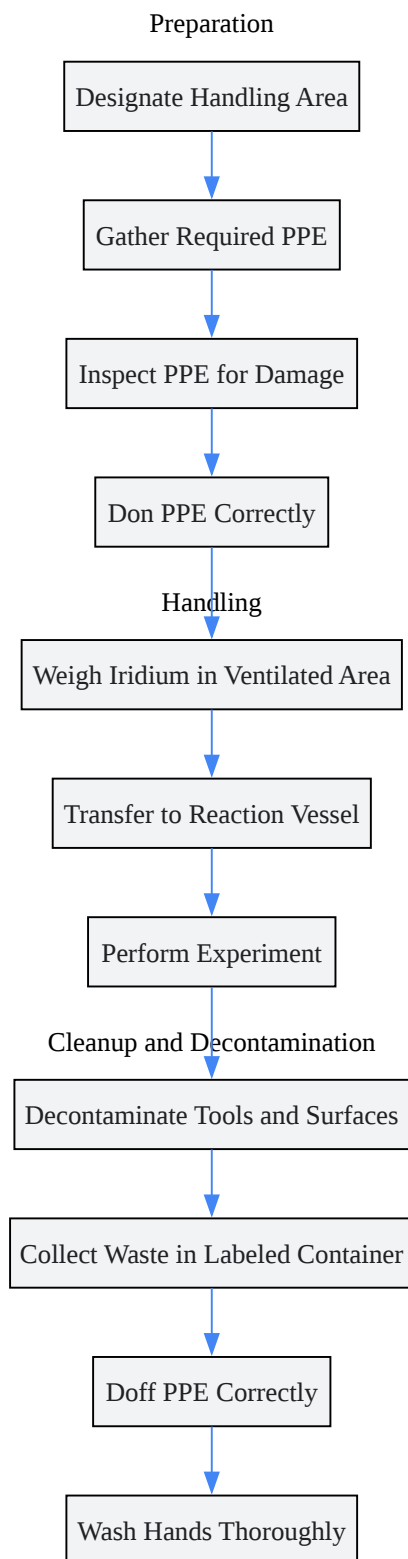 Preparation
Designate Handling Area
Gather Required PPE
Inspect PPE for Damage
Don PPE Correctly
Handling
Weigh Iridium in Ventilated Area
Transfer to Reaction Vessel
Perform Experiment
Cleanup and Decontamination
Decontaminate Tools and Surfaces
Collect Waste in Labeled Container
Doff PPE Correctly
Wash Hands Thoroughly